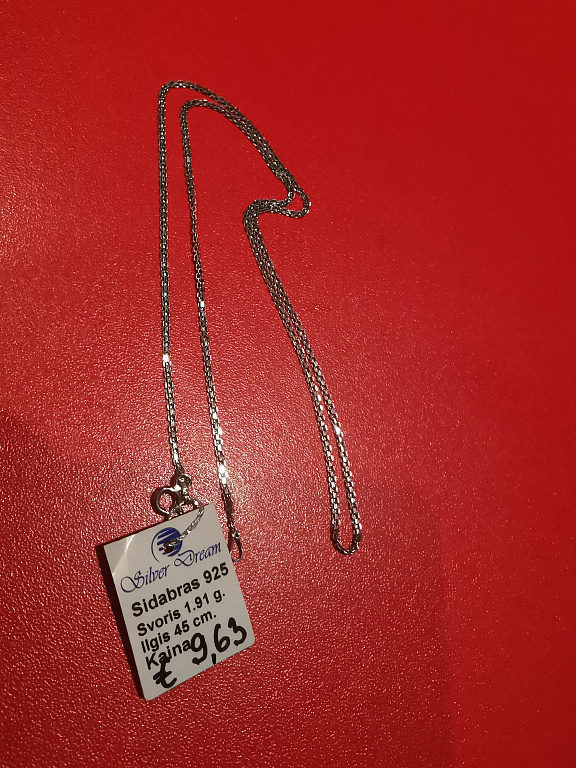 Silver Dream
Sidabras 925
Svoris 1.91 g.
Ilgis 45 cm.
Kaina 9,63
€